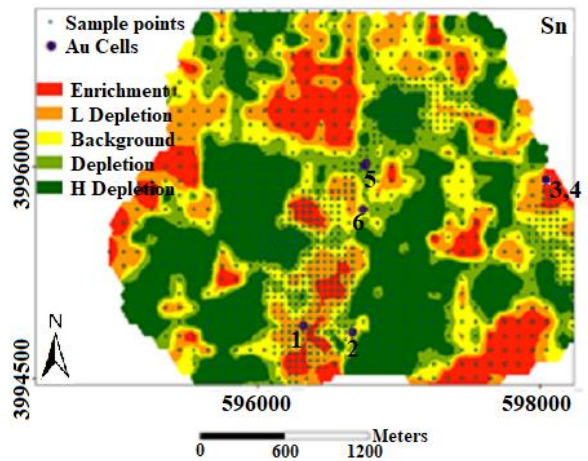 Sn
Sample points
Au Cells
Enrichment
L Depletion
Background
Depletion
H Depletion
3996000
5
3,4
6
1
2
N
3994500
596000
598000
0
600
1200
Meters